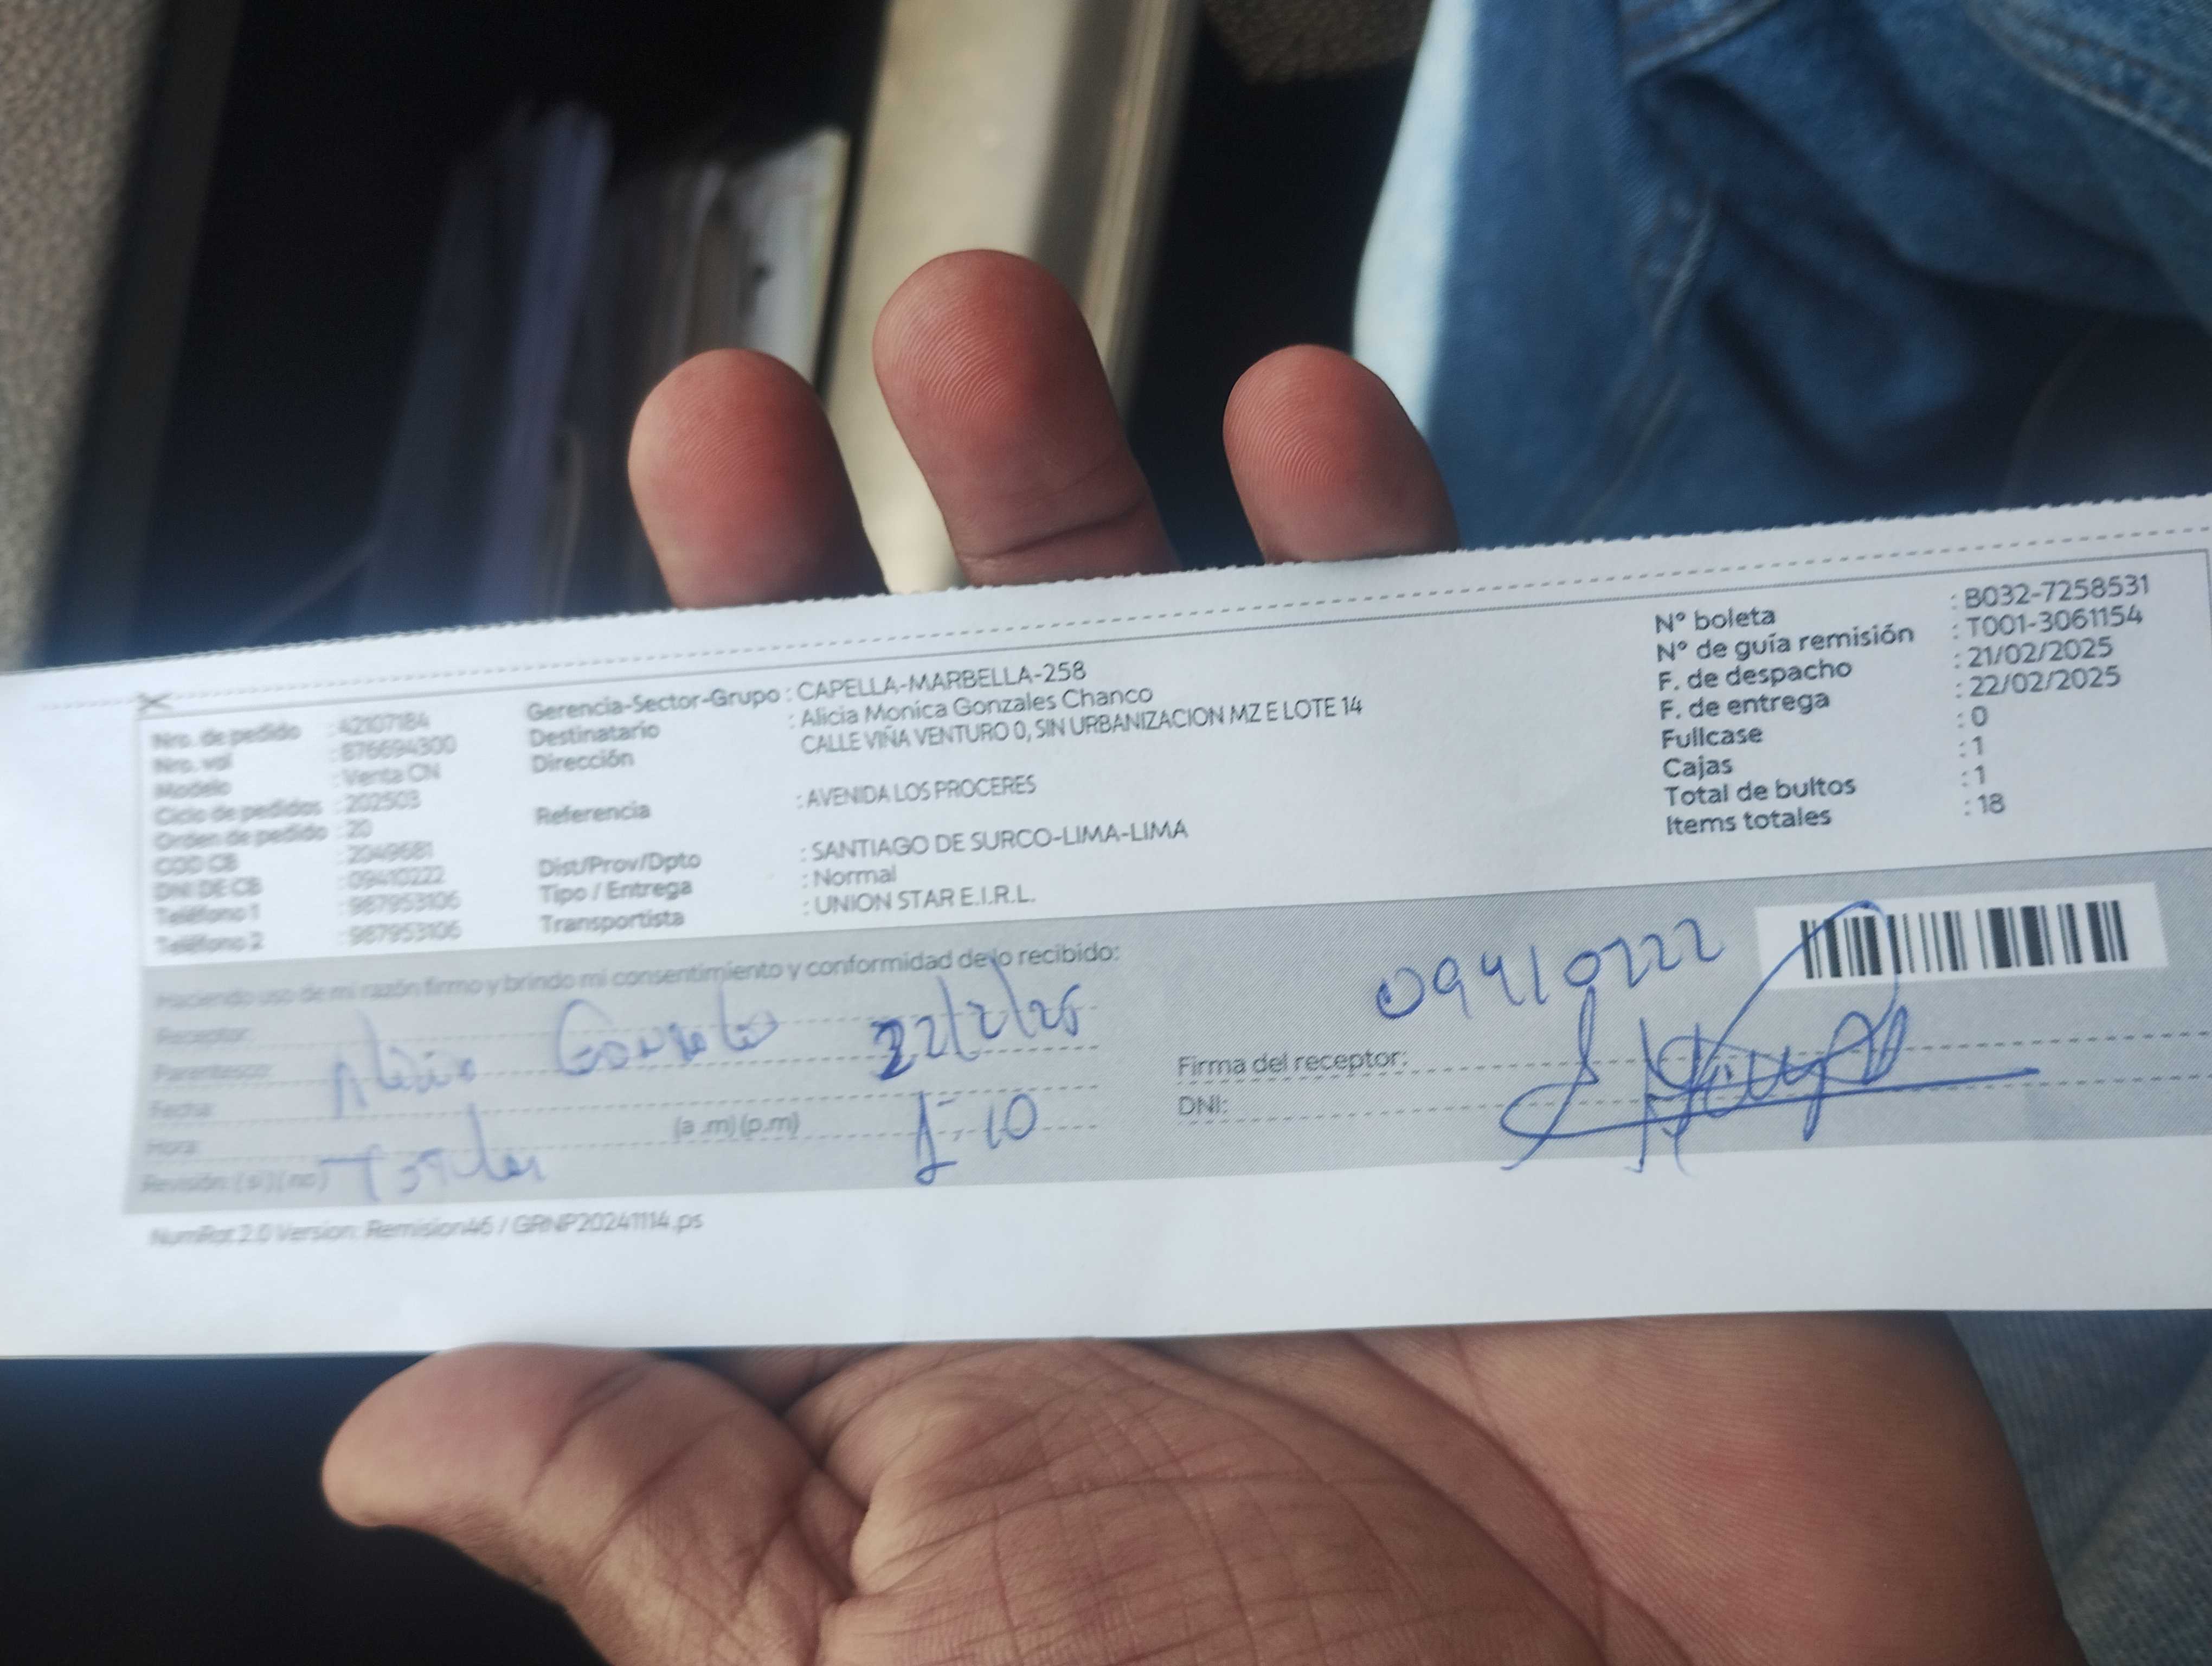 Nro. de pedido : 42107184
Nro. vol : 876694300
Modelo : Venta CN
Ciclo de pedidos : 202503
Orden de pedido : 20
COD CB : 2049681
DNI DE CB : 09410222
Teléfono 1 : 987953106
Teléfono 2 : 987953106
Gerencia-Sector-Grupo : CAPELLA-MARBELLA-258
Destinatario : Alicia Monica Gonzales Chanco
Dirección CALLE VIÑA VENTURO 0, SIN URBANIZACION MZ E LOTE 14
Referencia : AVENIDA LOS PROCERES
Dist/Prov/Dpto : SANTIAGO DE SURCO-LIMA-LIMA
Tipo / Entrega : Normal
Transportista : UNION STAR E.I.R.L.
N° boleta : B032-7258531
N° de guía remisión : T001-3061154
F. de despacho : 21/02/2025
F. de entrega : 22/02/2025
Fullcase : 0
Cajas : 1
Total de bultos : 1
Items totales : 18
Haciendo uso de mi razón firmo y brindo mi consentimiento y conformidad de lo recibido:
Receptor:
Parentesco: Alicia Gonzales 22/2/25
Fecha:
Hora: (a .m) (p.m) 1:10
Revisión: ( si ) ( no ) Titular
09410222
Firma del receptor:
DNI:
NumRot 2.0 Version: Remision46 / GRNP20241114.ps